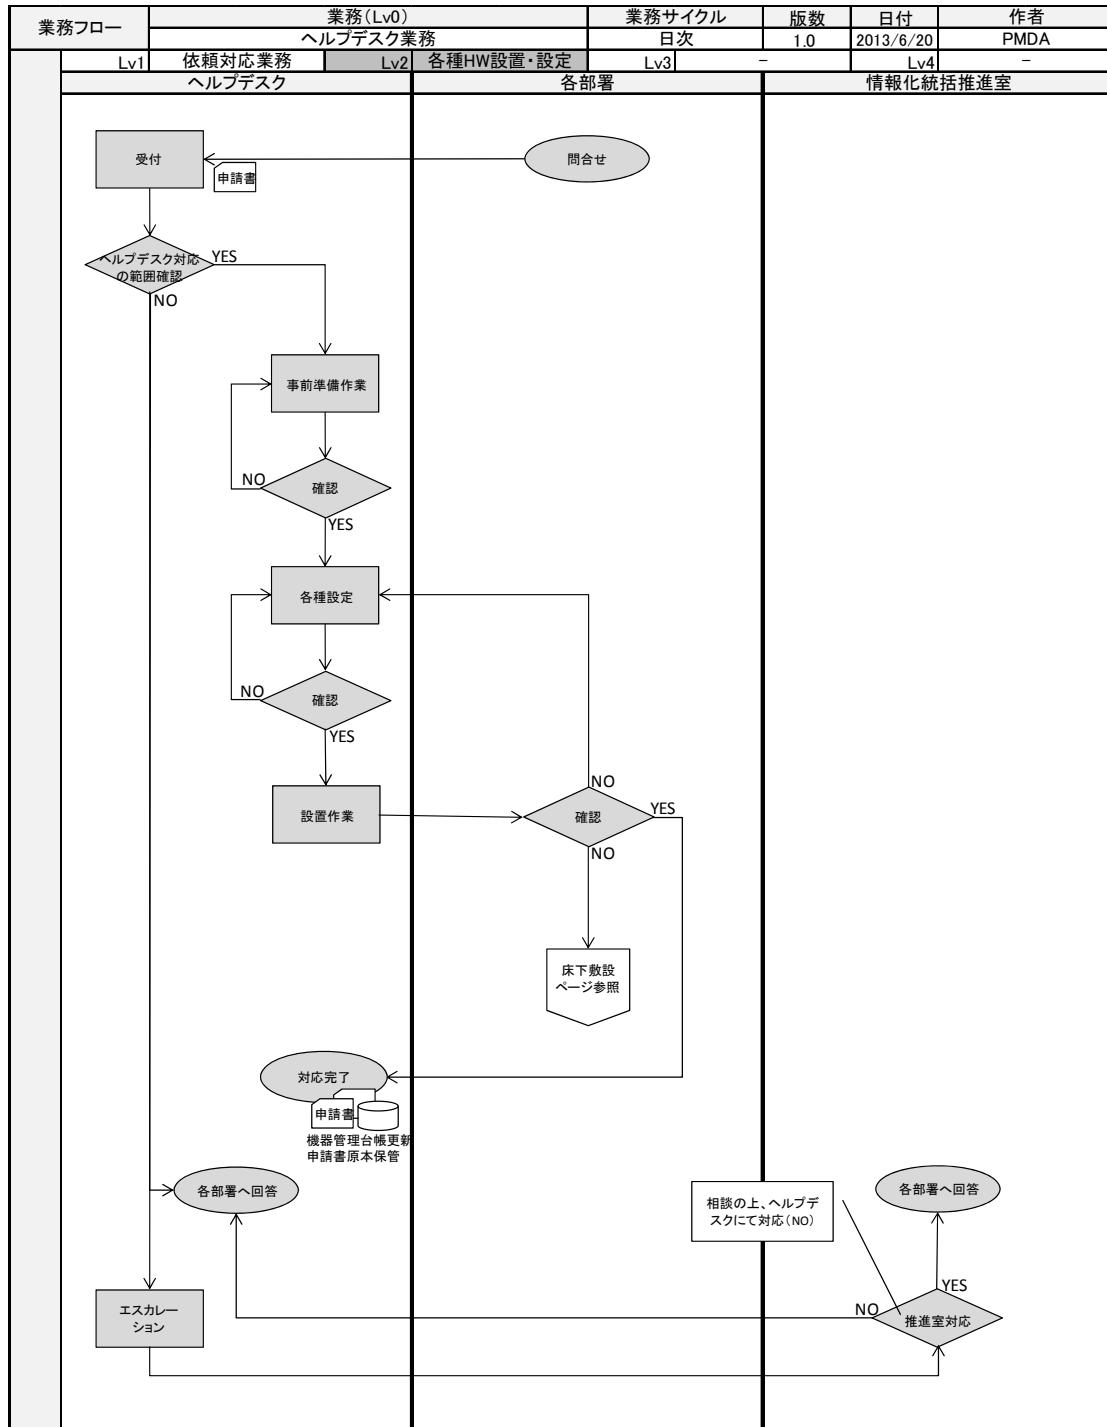 業務フロー
業務（Lv0）
業務サイクル
版数
日付
作者
ヘルプデスク業務
日次
1.0
2013/6/20
PMDA
Lv1
依頼対応業務
Lv2
各種HW設置・設定
Lv3
－
Lv4
－
ヘルプデスク
各部署
情報化統括推進室
受付
申請書
問合せ
ヘルプデスク対応
の範囲確認
YES
NO
事前準備作業
NO
確認
YES
各種設定
NO
確認
YES
設置作業
NO
確認
YES
NO
床下敷設
ページ参照
対応完了
申請書
機器管理台帳更新
申請書原本保管
各部署へ回答
相談の上、ヘルプデ
スクにて対応（NO）
各部署へ回答
YES
エスカレー
ション
NO
推進室対応